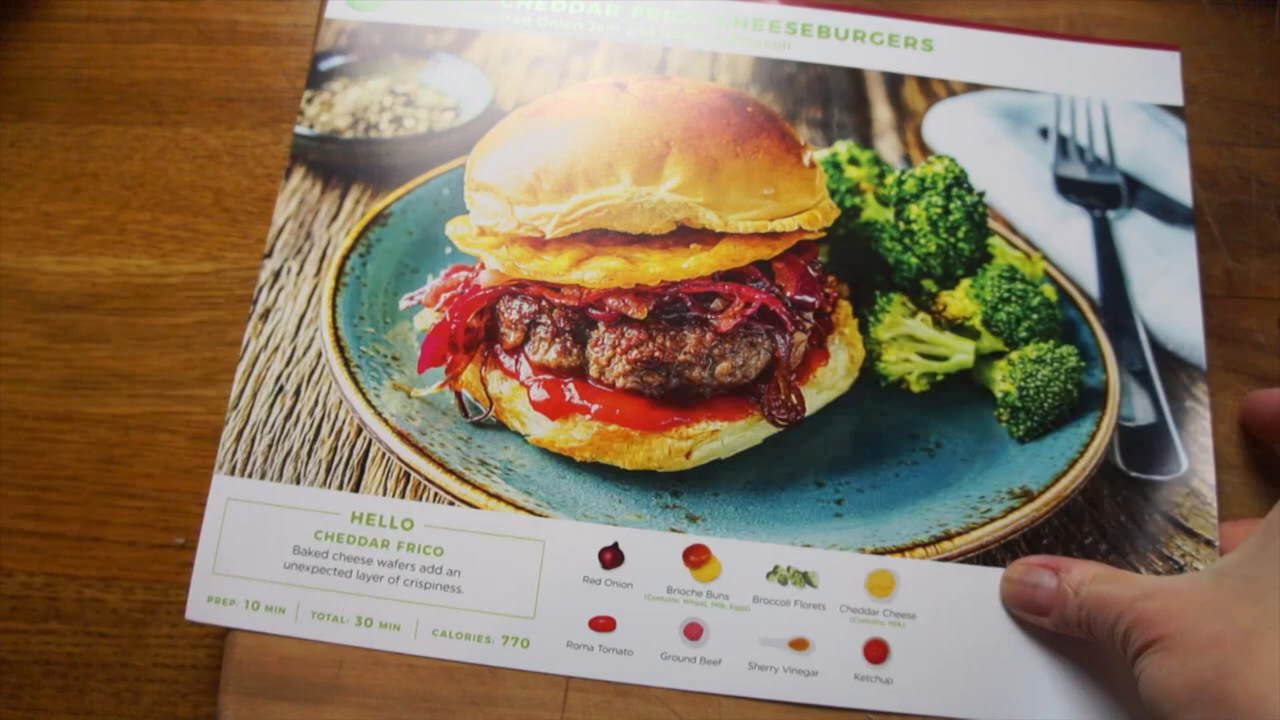 CHEDDAR FRICO CHEESEBURGERS
Onion Jam and
HELLO
CHEDDAR FRICO
Baked cheese wafers add an
unexpected layer of crispiness.
PREP: 10 MIN
TOTAL: 30 MIN
CALORIES: 770
Red Onion
Brioche Buns
(Contains: Wheat, Milk, Eggs)
Broccoli Florets
Cheddar Cheese
(Contains: Milk)
Roma Tomato
Ground Beef
Sherry Vinegar
Ketchup